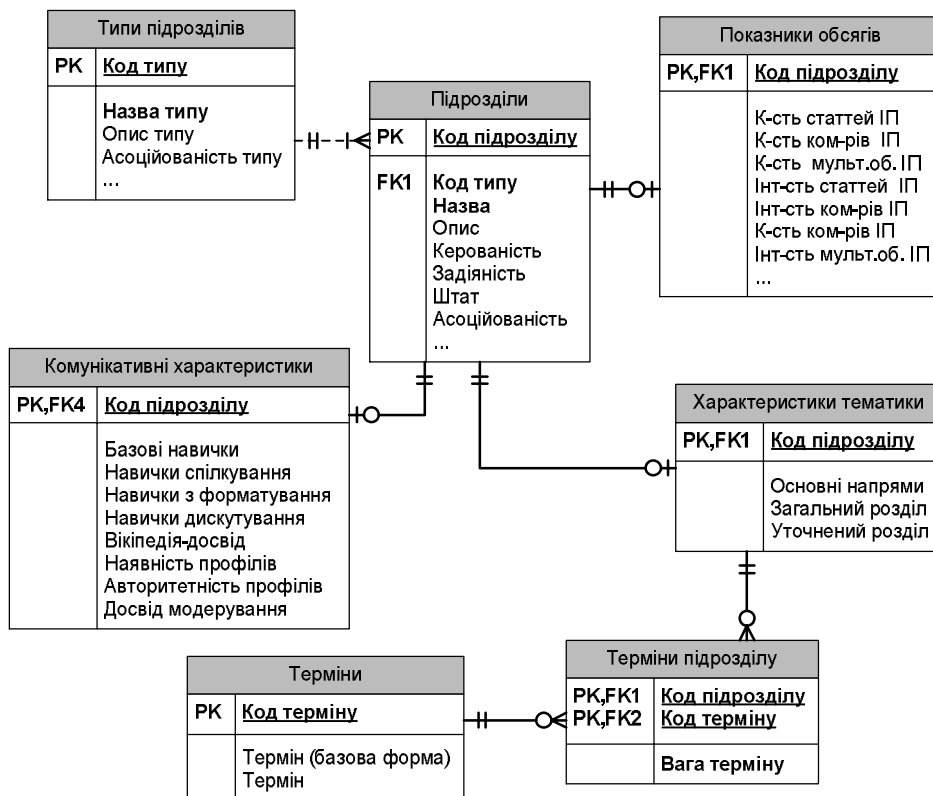 Типи підрозділів
PK Код типу
Назва типу
Опис типу
Асоційованість типу
...
Підрозділи
PK Код підрозділу
FK1 Код типу
Назва
Опис
Керованість
Задіяність
Штат
Асоційованість
...
Показники обсягів
PK,FK1 Код підрозділу
К-сть статтей ІП
К-сть ком-рів ІП
К-сть мульт.об. ІП
Інт-сть статтей ІП
Інт-сть ком-рів ІП
К-сть ком-рів ІП
Інт-сть мульт.об. ІП
...
Комунікативні характеристики
PK,FK4 Код підрозділу
Базові навички
Навички спілкування
Навички з форматування
Навички дискутування
Вікіпедія-досвід
Наявність профілів
Авторитетність профілів
Досвід модерування
Характеристики тематики
PK,FK1 Код підрозділу
Основні напрями
Загальний розділ
Уточнений розділ
Терміни
PK Код терміну
Термін (базова форма)
Термін
Терміни підрозділу
PK,FK1 Код підрозділу
PK,FK2 Код терміну
Вага терміну